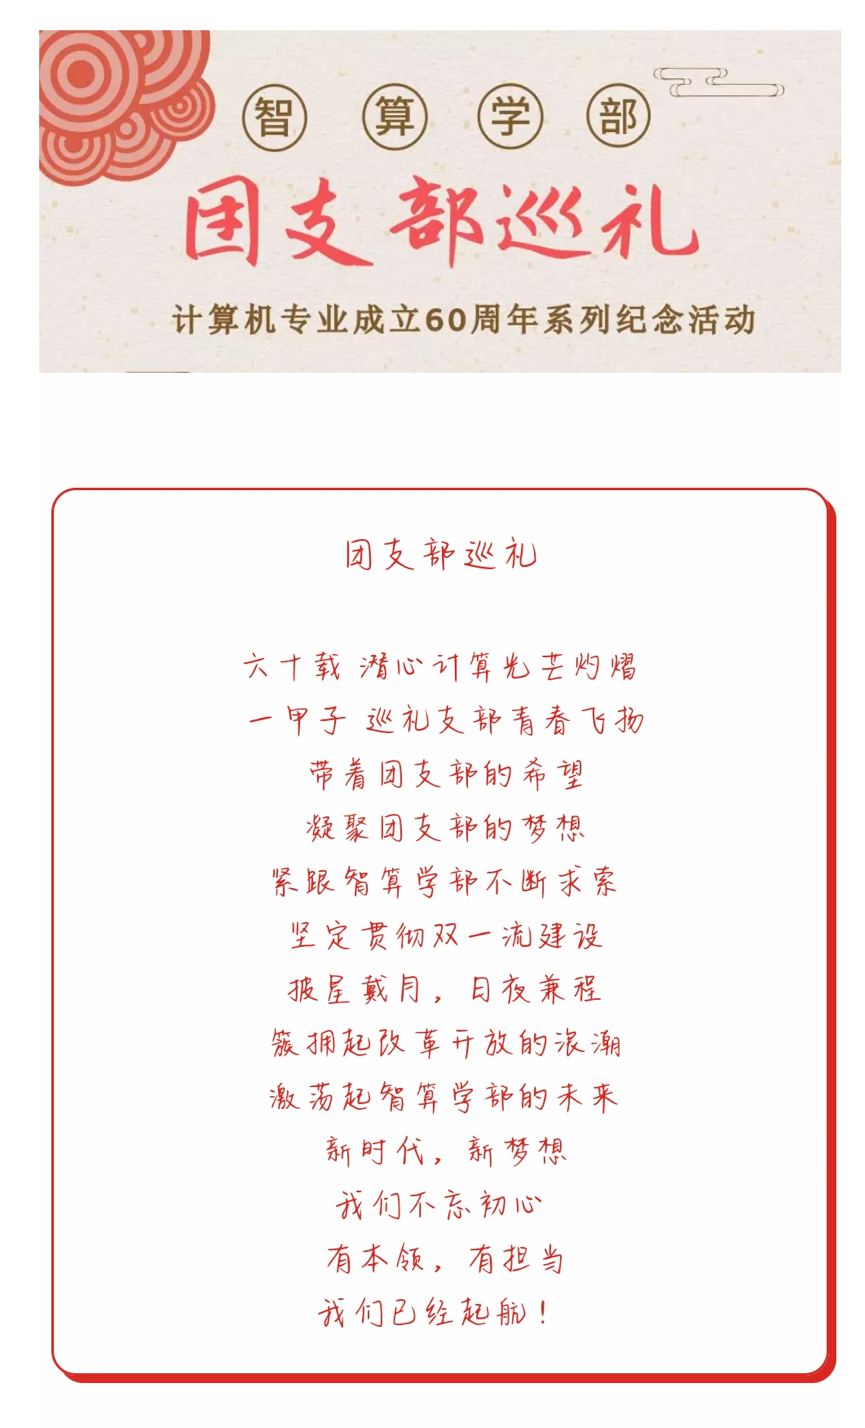 智算学部
团支部巡礼
计算机专业成立60周年系列纪念活动
团支部巡礼
六十载 潜心计算光芒灼熠
一甲子 巡礼支部青春飞扬
带着团支部的希望
凝聚团支部的梦想
紧跟智算学部不断求索
坚定贯彻双一流建设
披星戴月，日夜兼程
簇拥起改革开放的浪潮
激荡起智算学部的未来
新时代，新梦想
我们不忘初心
有本领，有担当
我们已经起航！